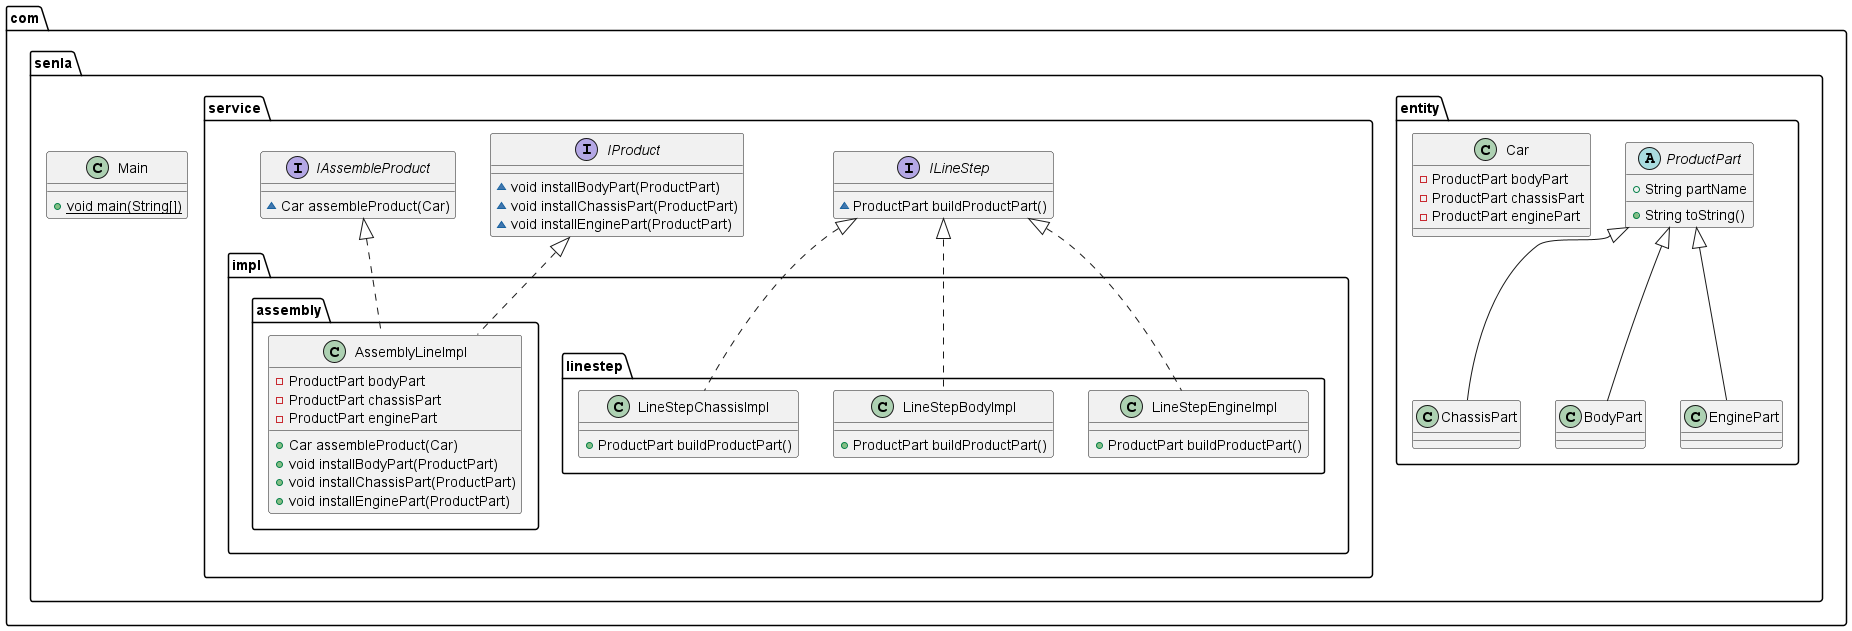 com
senla
service
entity
C Main
void main(String[])
I IAssembleProduct
Car assembleProduct(Car)
I IProduct
void installBodyPart(ProductPart)
void installChassisPart(ProductPart)
void installEnginePart(ProductPart)
I ILineStep
ProductPart buildProductPart()
C Car
ProductPart bodyPart
ProductPart chassisPart
ProductPart enginePart
A ProductPart
String partName
String toString()
impl
assembly
C AssemblyLineImpl
ProductPart bodyPart
ProductPart chassisPart
ProductPart enginePart
Car assembleProduct(Car)
void installBodyPart(ProductPart)
void installChassisPart(ProductPart)
void installEnginePart(ProductPart)
linestep
C LineStepChassisImpl
ProductPart buildProductPart()
C LineStepBodyImpl
ProductPart buildProductPart()
C LineStepEngineImpl
ProductPart buildProductPart()
C ChassisPart
C BodyPart
C EnginePart